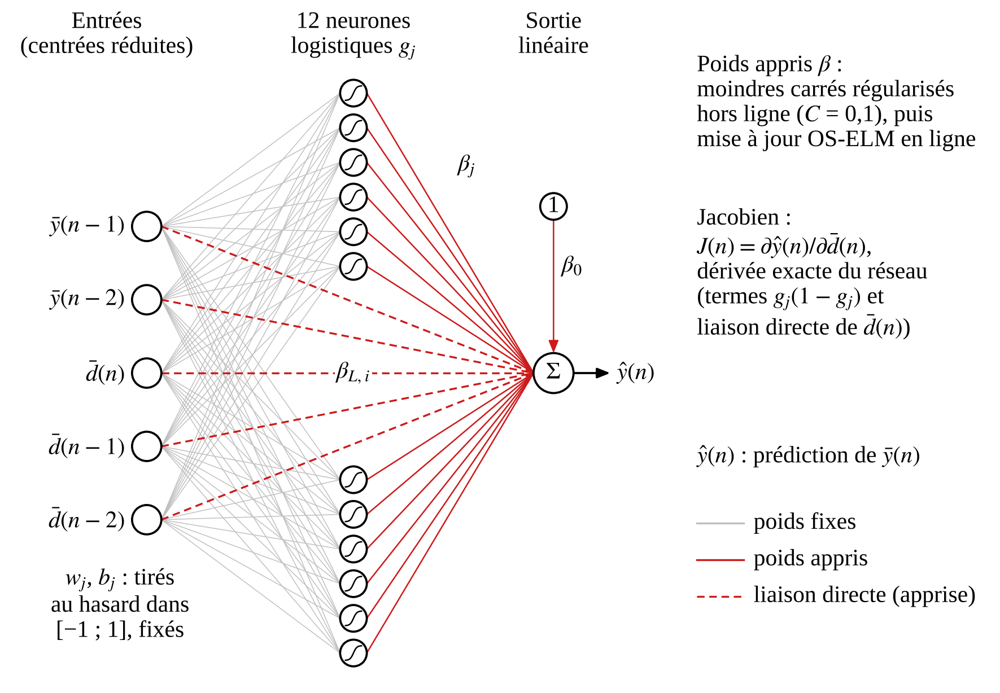 Entrées
(centrées réduites)
12 neurones
logistiques gⱼ
Sortie
linéaire
ȳ(n − 1)
ȳ(n − 2)
d̄(n)
d̄(n − 1)
d̄(n − 2)
wⱼ, bⱼ : tirés
au hasard dans
[−1 ; 1], fixés
βⱼ
1
β₀
β_{L, i}
Σ
ŷ(n)
Poids appris β :
moindres carrés régularisés
hors ligne (C = 0,1), puis
mise à jour OS-ELM en ligne
Jacobien :
J(n) = ∂ŷ(n)/∂d̄(n),
dérivée exacte du réseau
(termes gⱼ(1 − gⱼ) et
liaison directe de d̄(n))
ŷ(n) : prédiction de ȳ(n)
poids fixes
poids appris
liaison directe (apprise)